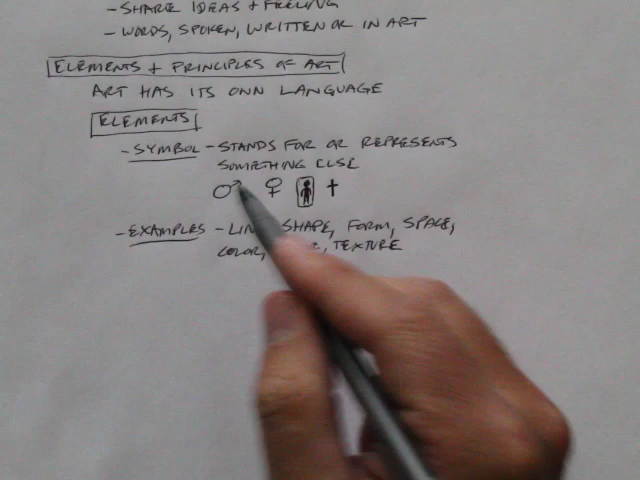 -SHARE IDEAS + FEELING
-WORDS, SPOKEN, WRITTEN OR IN ART
ELEMENTS + PRINCIPLES OF ART
ART HAS ITS OWN LANGUAGE
ELEMENTS
-SYMBOL -STANDS FOR OR REPRESENTS
SOMETHING ELSE
♂ ♀ ✝
-EXAMPLES - SHAPE, FORM, SPACE,
COLOR, TEXTURE